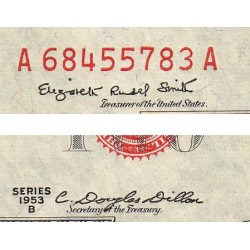 A 68455783 A
Elizabeth Rudel Smith
Treasurer of the United States.
SERIES
1953
B
C. Douglas Dillon
Secretary of the Treasury.